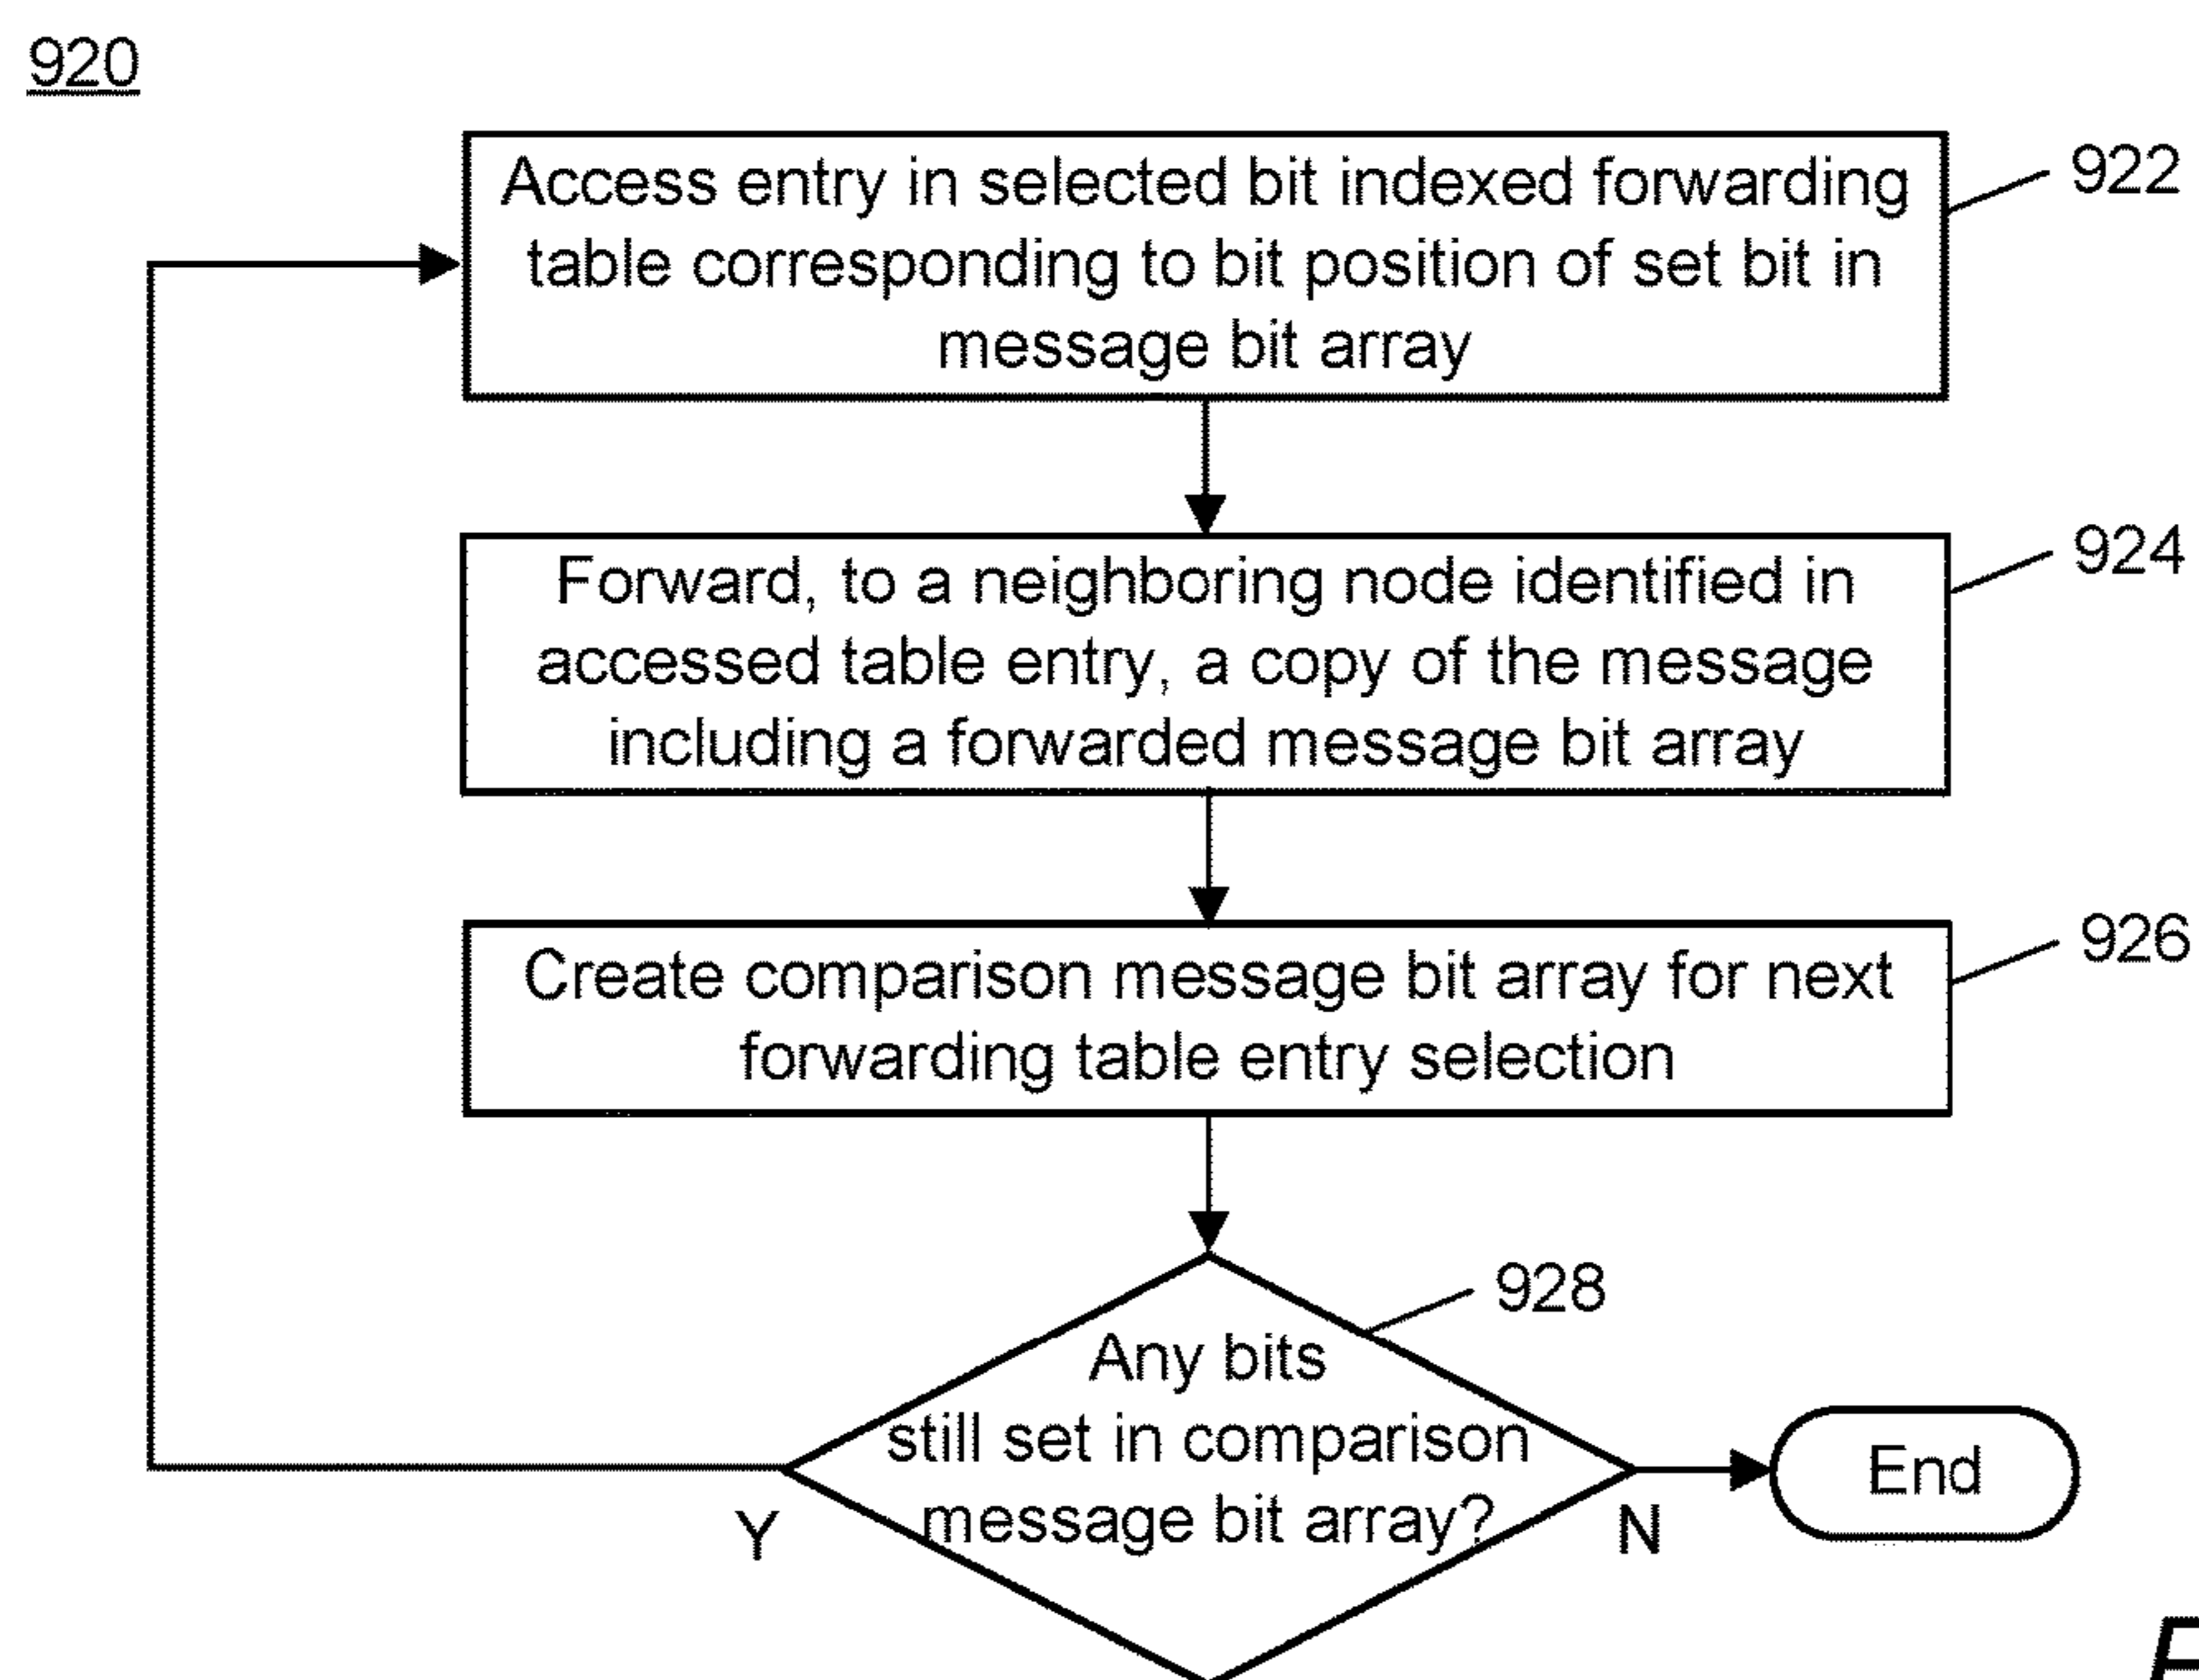 920
Access entry in selected bit indexed forwarding
table corresponding to bit position of set bit in
message bit array
922
Forward, to a neighboring node identified in
accessed table entry, a copy of the message
including a forwarded message bit array
924
Create comparison message bit array for next
forwarding table entry selection
926
928
Any bits
still set in comparison
message bit array?
Y
N
End